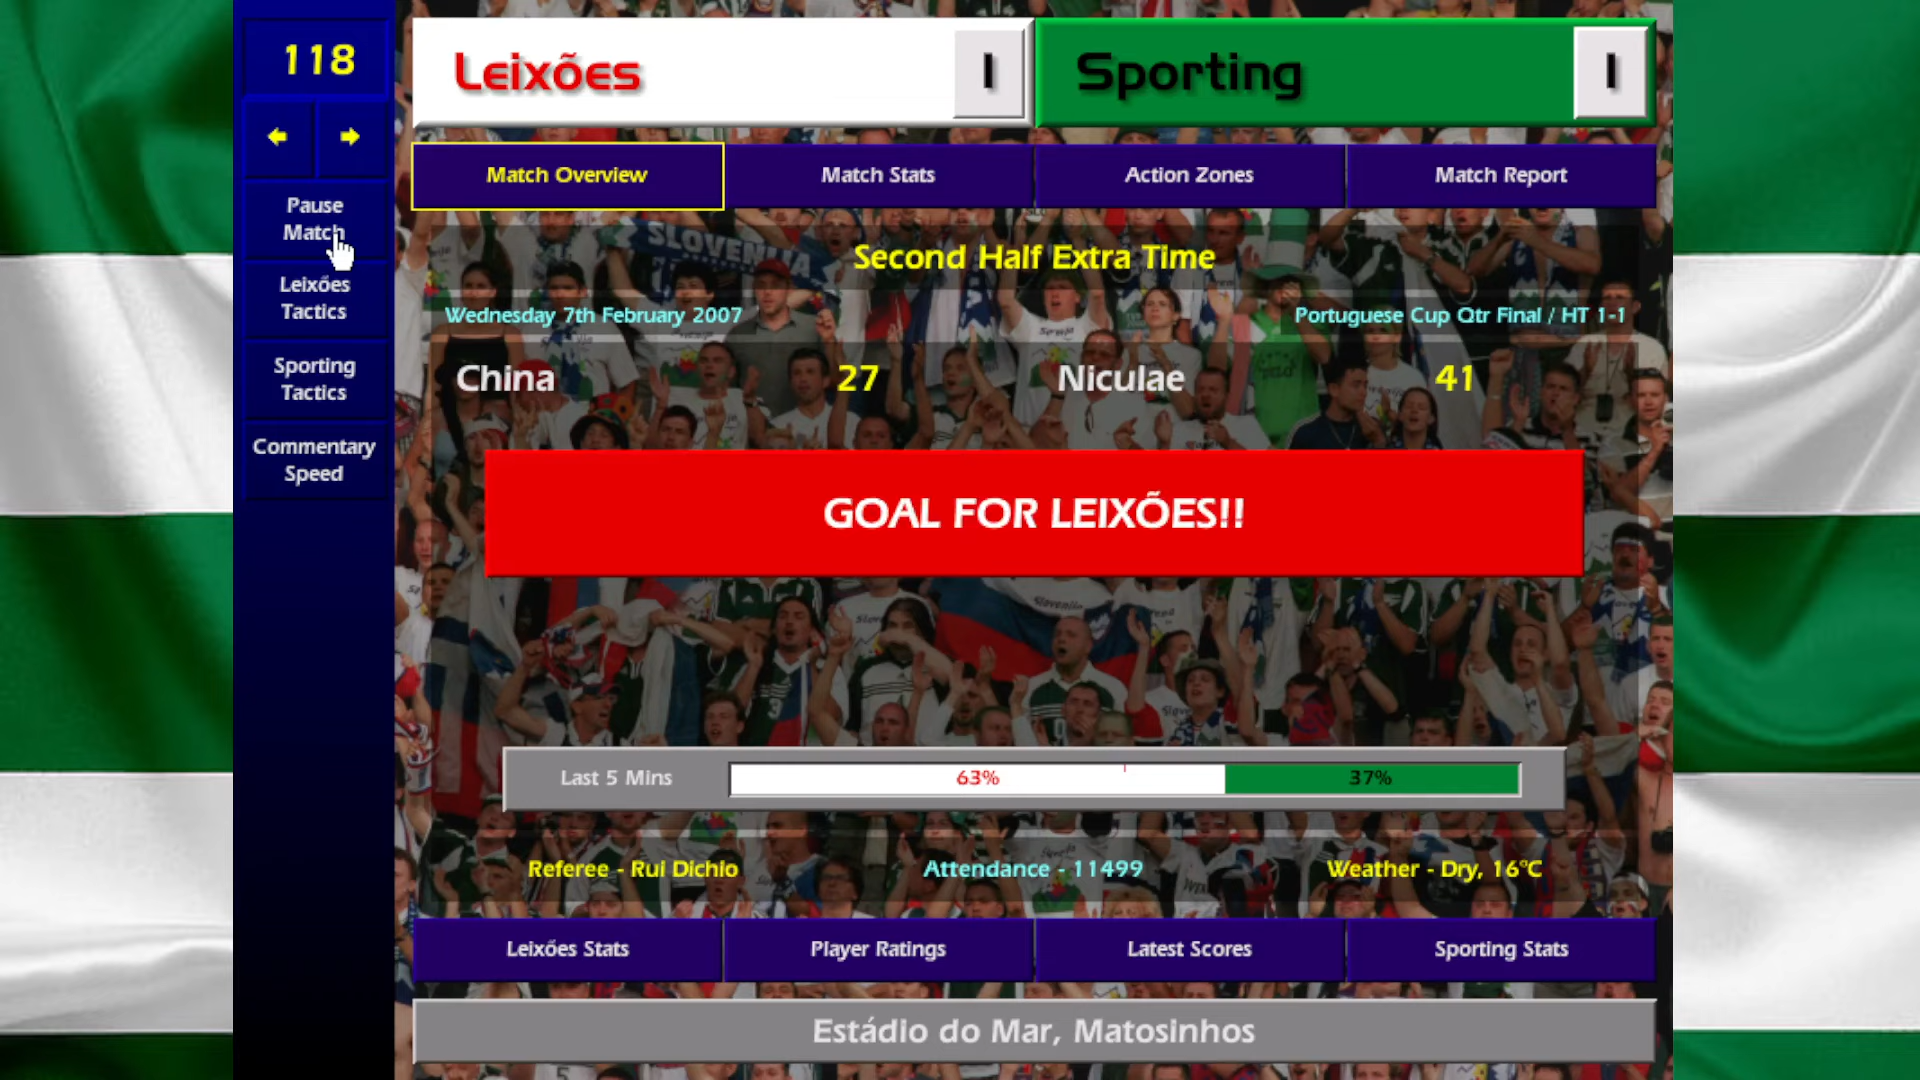 118
Leixões 1
Sporting 1
Match Overview
Match Stats
Action Zones
Match Report
Pause
Match
Leixões
Tactics
Sporting
Tactics
Commentary
Speed
SLOVENIA
Second Half Extra Time
Wednesday 7th February 2007
Portuguese Cup Qtr Final / HT 1-1
China 27
Niculae 41
GOAL FOR LEIXÕES!!
Last 5 Mins
63%
37%
Referee - Rui Dichio
Attendance - 11499
Weather - Dry, 16°C
Leixões Stats
Player Ratings
Latest Scores
Sporting Stats
Estádio do Mar, Matosinhos